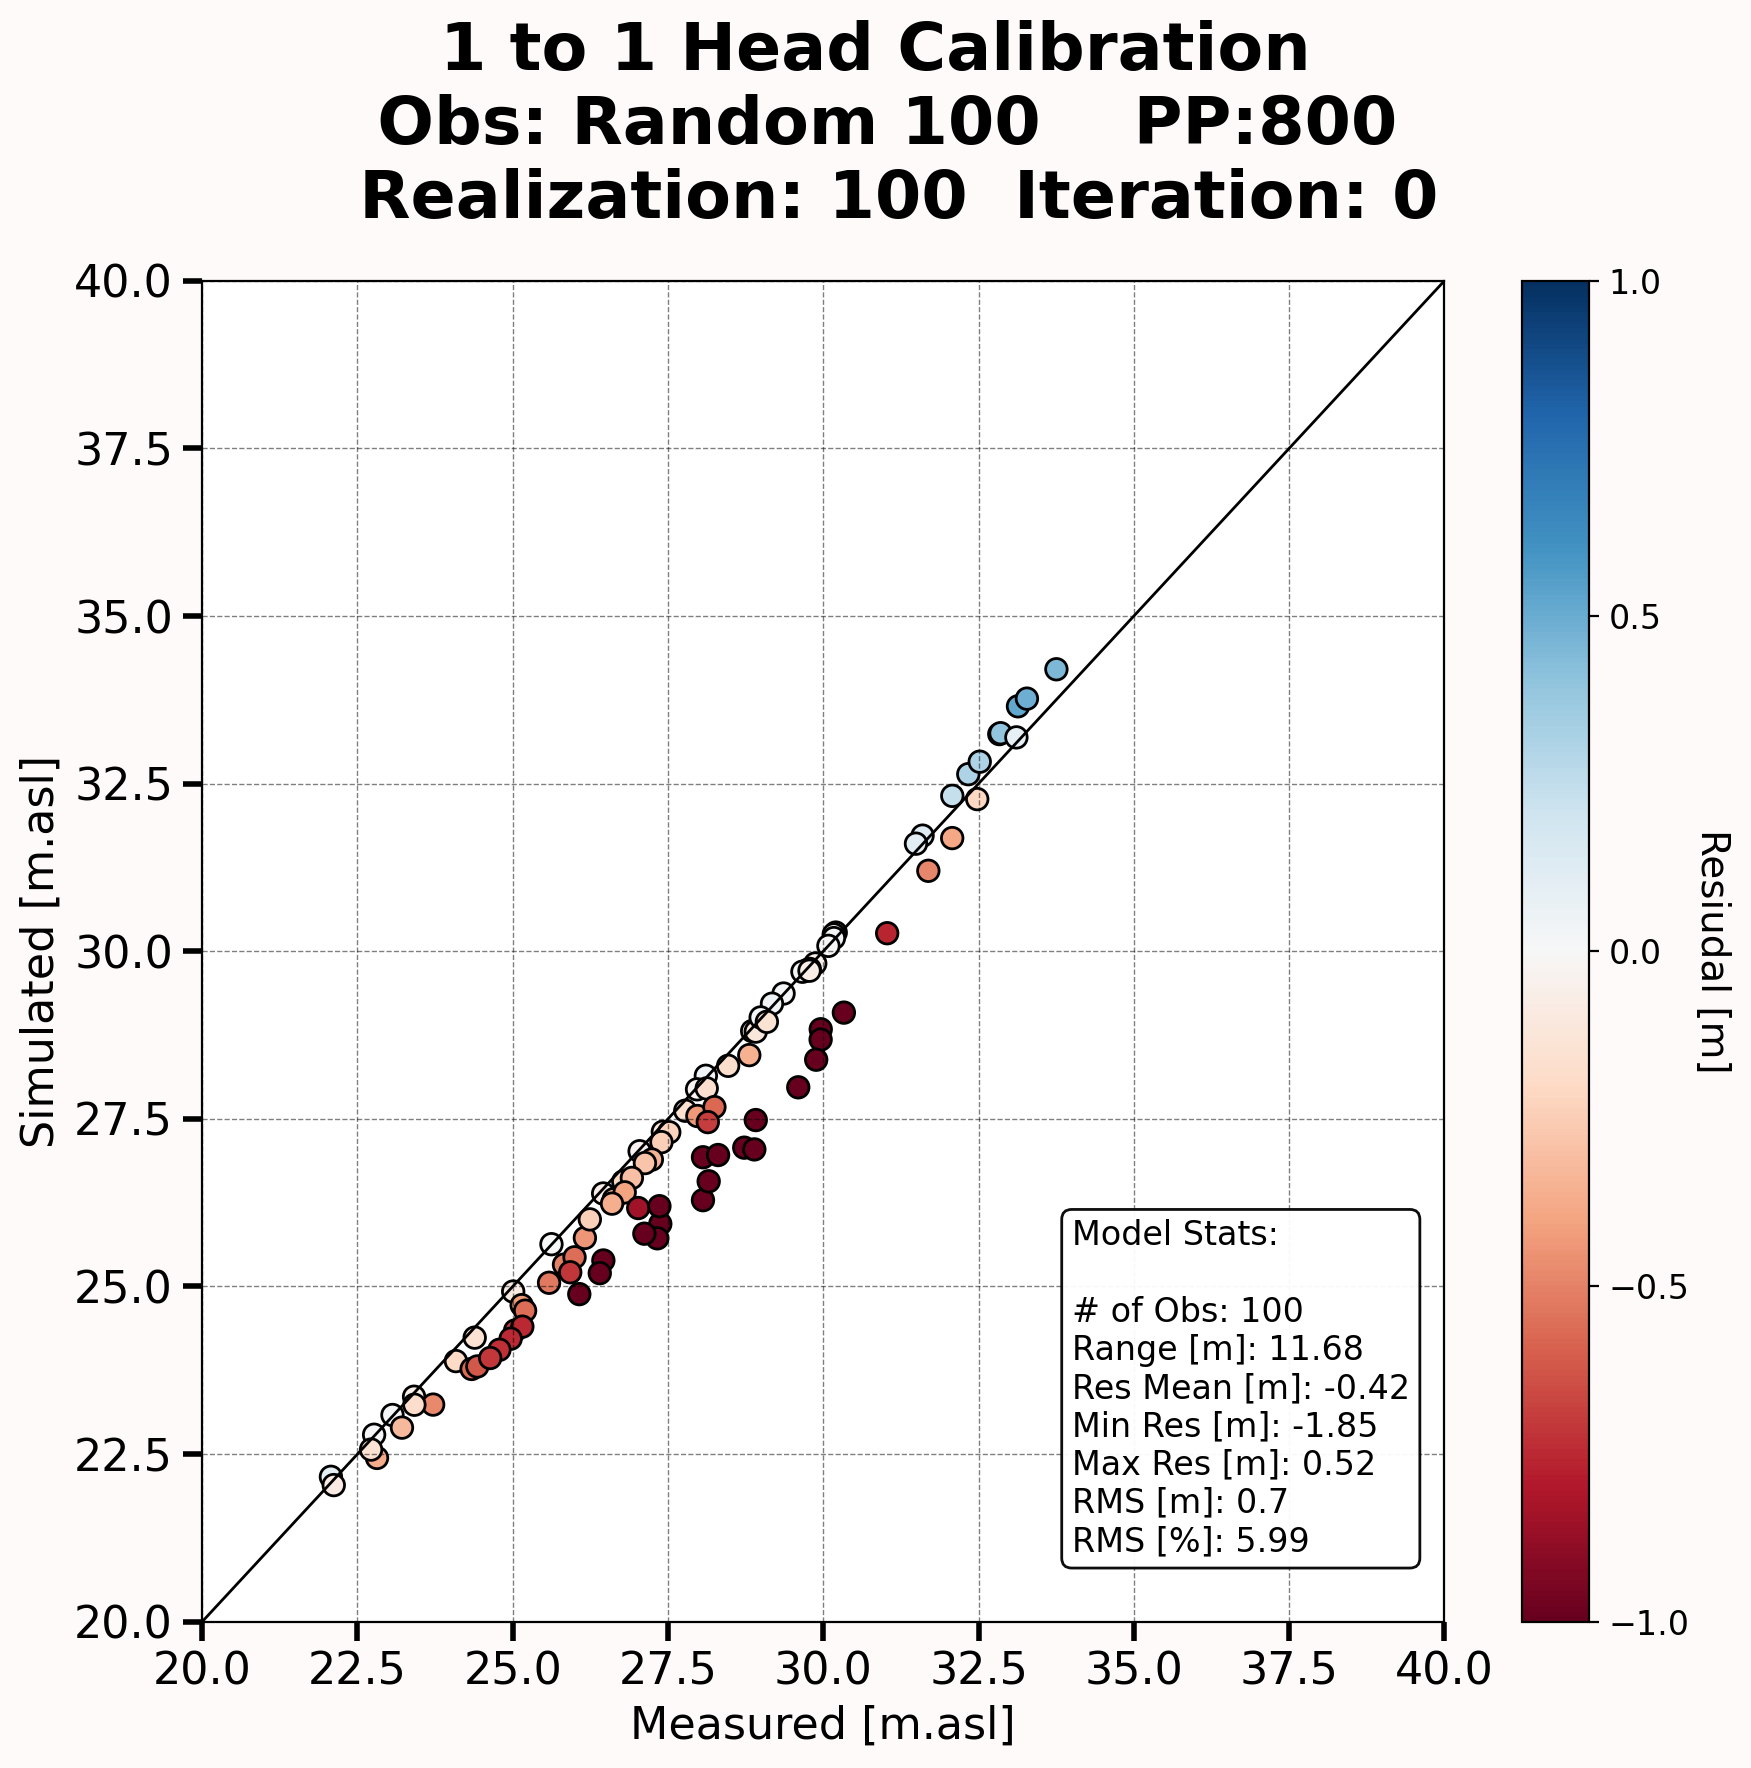 1 to 1 Head Calibration
Obs: Random 100    PP:800
Realization: 100  Iteration: 0
40.0
37.5
35.0
32.5
30.0
27.5
25.0
22.5
20.0
Simulated [m.asl]
20.0 22.5 25.0 27.5 30.0 32.5 35.0 37.5 40.0
Measured [m.asl]
Model Stats:
# of Obs: 100
Range [m]: 11.68
Res Mean [m]: -0.42
Min Res [m]: -1.85
Max Res [m]: 0.52
RMS [m]: 0.7
RMS [%]: 5.99
1.0
0.5
0.0
−0.5
−1.0
Resiudal [m]